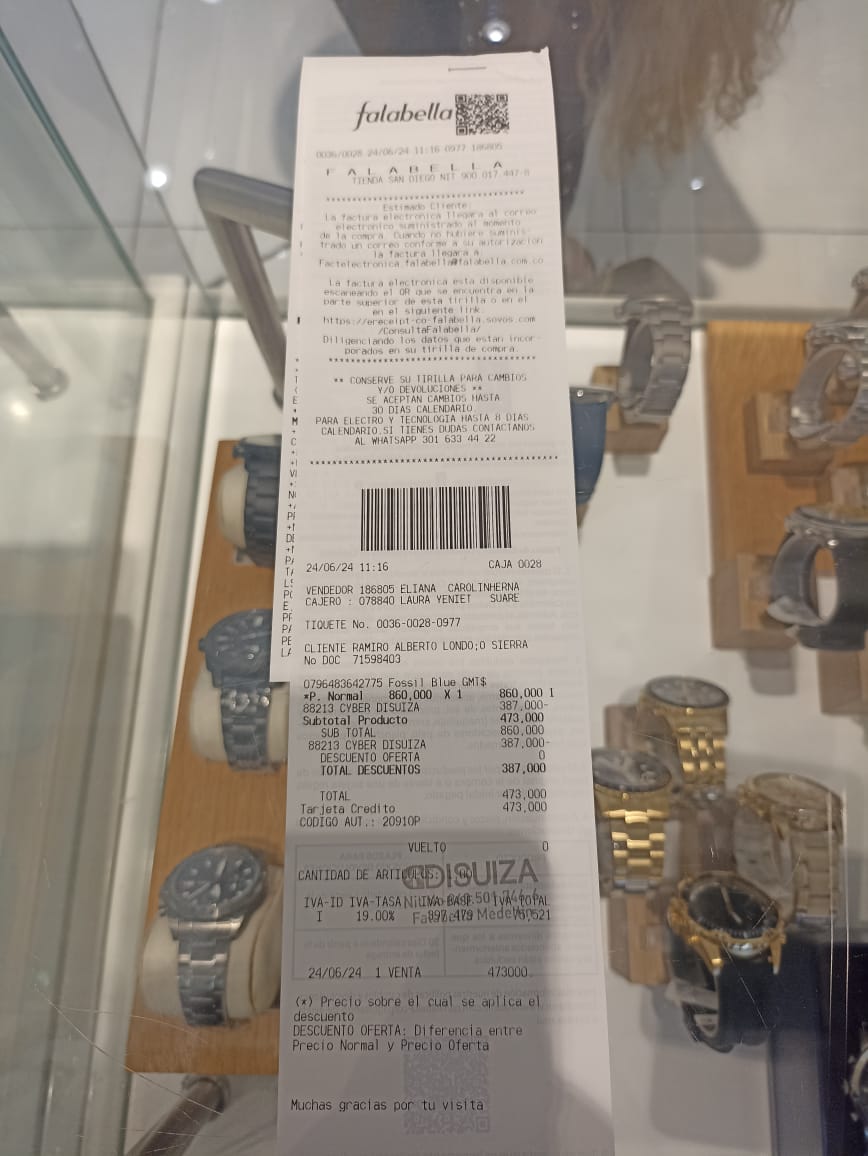 falabella
0036/0028 24/06/24 11:16 0977 186805
F A L A B E L L A
TIENDA SAN DIEGO NIT 900.017.447-8
************************************
Estimado Cliente:
La factura electronica llegara al correo
electronico suministrado al momento
de la compra. Cuando no hubiere suminis-
trado un correo conforme a su autorizacion
la factura llegara a:
Factelectronica.falabella@falabella.com.co
La factura electronica esta disponible
escaneando el QR que se encuentra en la
parte superior de esta tirilla o en el
en el siguiente link:
https://ereceipt-co-falabella.sovos.com
/ConsultaFalabella/
Diligenciando los datos que estan incor-
porados en su tirilla de compra.
************************************
** CONSERVE SU TIRILLA PARA CAMBIOS
Y/O DEVOLUCIONES **
SE ACEPTAN CAMBIOS HASTA
30 DIAS CALENDARIO.
PARA ELECTRO Y TECNOLOGIA HASTA 8 DIAS
CALENDARIO.SI TIENES DUDAS CONTACTANOS
AL WHATSAPP 301 633 44 22
************************************
24/06/24 11:16 CAJA 0028
VENDEDOR 186805 ELIANA CAROLINHERNA
CAJERO : 078840 LAURA YENIET SUARE
TIQUETE No. 0036-0028-0977
CLIENTE RAMIRO ALBERTO LONDO;O SIERRA
No DOC 71598403
0796483642775 Fossil Blue GMT$
*P. Normal 860,000 X 1 860,000 1
88213 CYBER DISUIZA 387,000-
Subtotal Producto 473,000
SUB TOTAL 860,000
88213 CYBER DISUIZA 387,000-
DESCUENTO OFERTA 0
TOTAL DESCUENTOS 387,000
TOTAL 473,000
Tarjeta Credito 473,000
CODIGO AUT.: 20910P
VUELTO 0
CANTIDAD DE ARTICULOS:
DISUIZA
IVA-ID IVA-TASA IVA-BASE IVA-TOTAL
I 19.00% 397,479 75,521
Falabella Medellin
24/06/24 1 VENTA 473000
(*) Precio sobre el cual se aplica el
descuento
DESCUENTO OFERTA: Diferencia entre
Precio Normal y Precio Oferta
Muchas gracias por tu visita